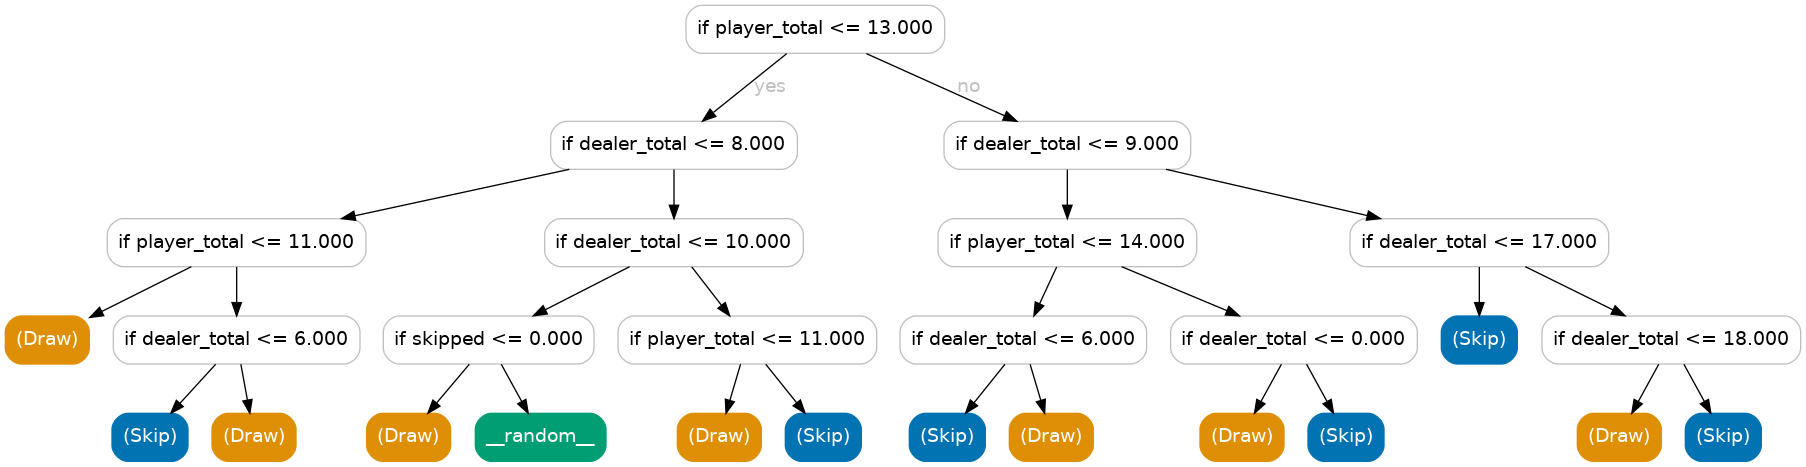 if player_total <= 13.000
yes
no
if dealer_total <= 8.000
if dealer_total <= 9.000
if player_total <= 11.000
if dealer_total <= 10.000
if player_total <= 14.000
if dealer_total <= 17.000
(Draw)
if dealer_total <= 6.000
if skipped <= 0.000
if player_total <= 11.000
if dealer_total <= 6.000
if dealer_total <= 0.000
(Skip)
if dealer_total <= 18.000
(Skip)
(Draw)
(Draw)
__random__
(Draw)
(Skip)
(Skip)
(Draw)
(Draw)
(Skip)
(Draw)
(Skip)